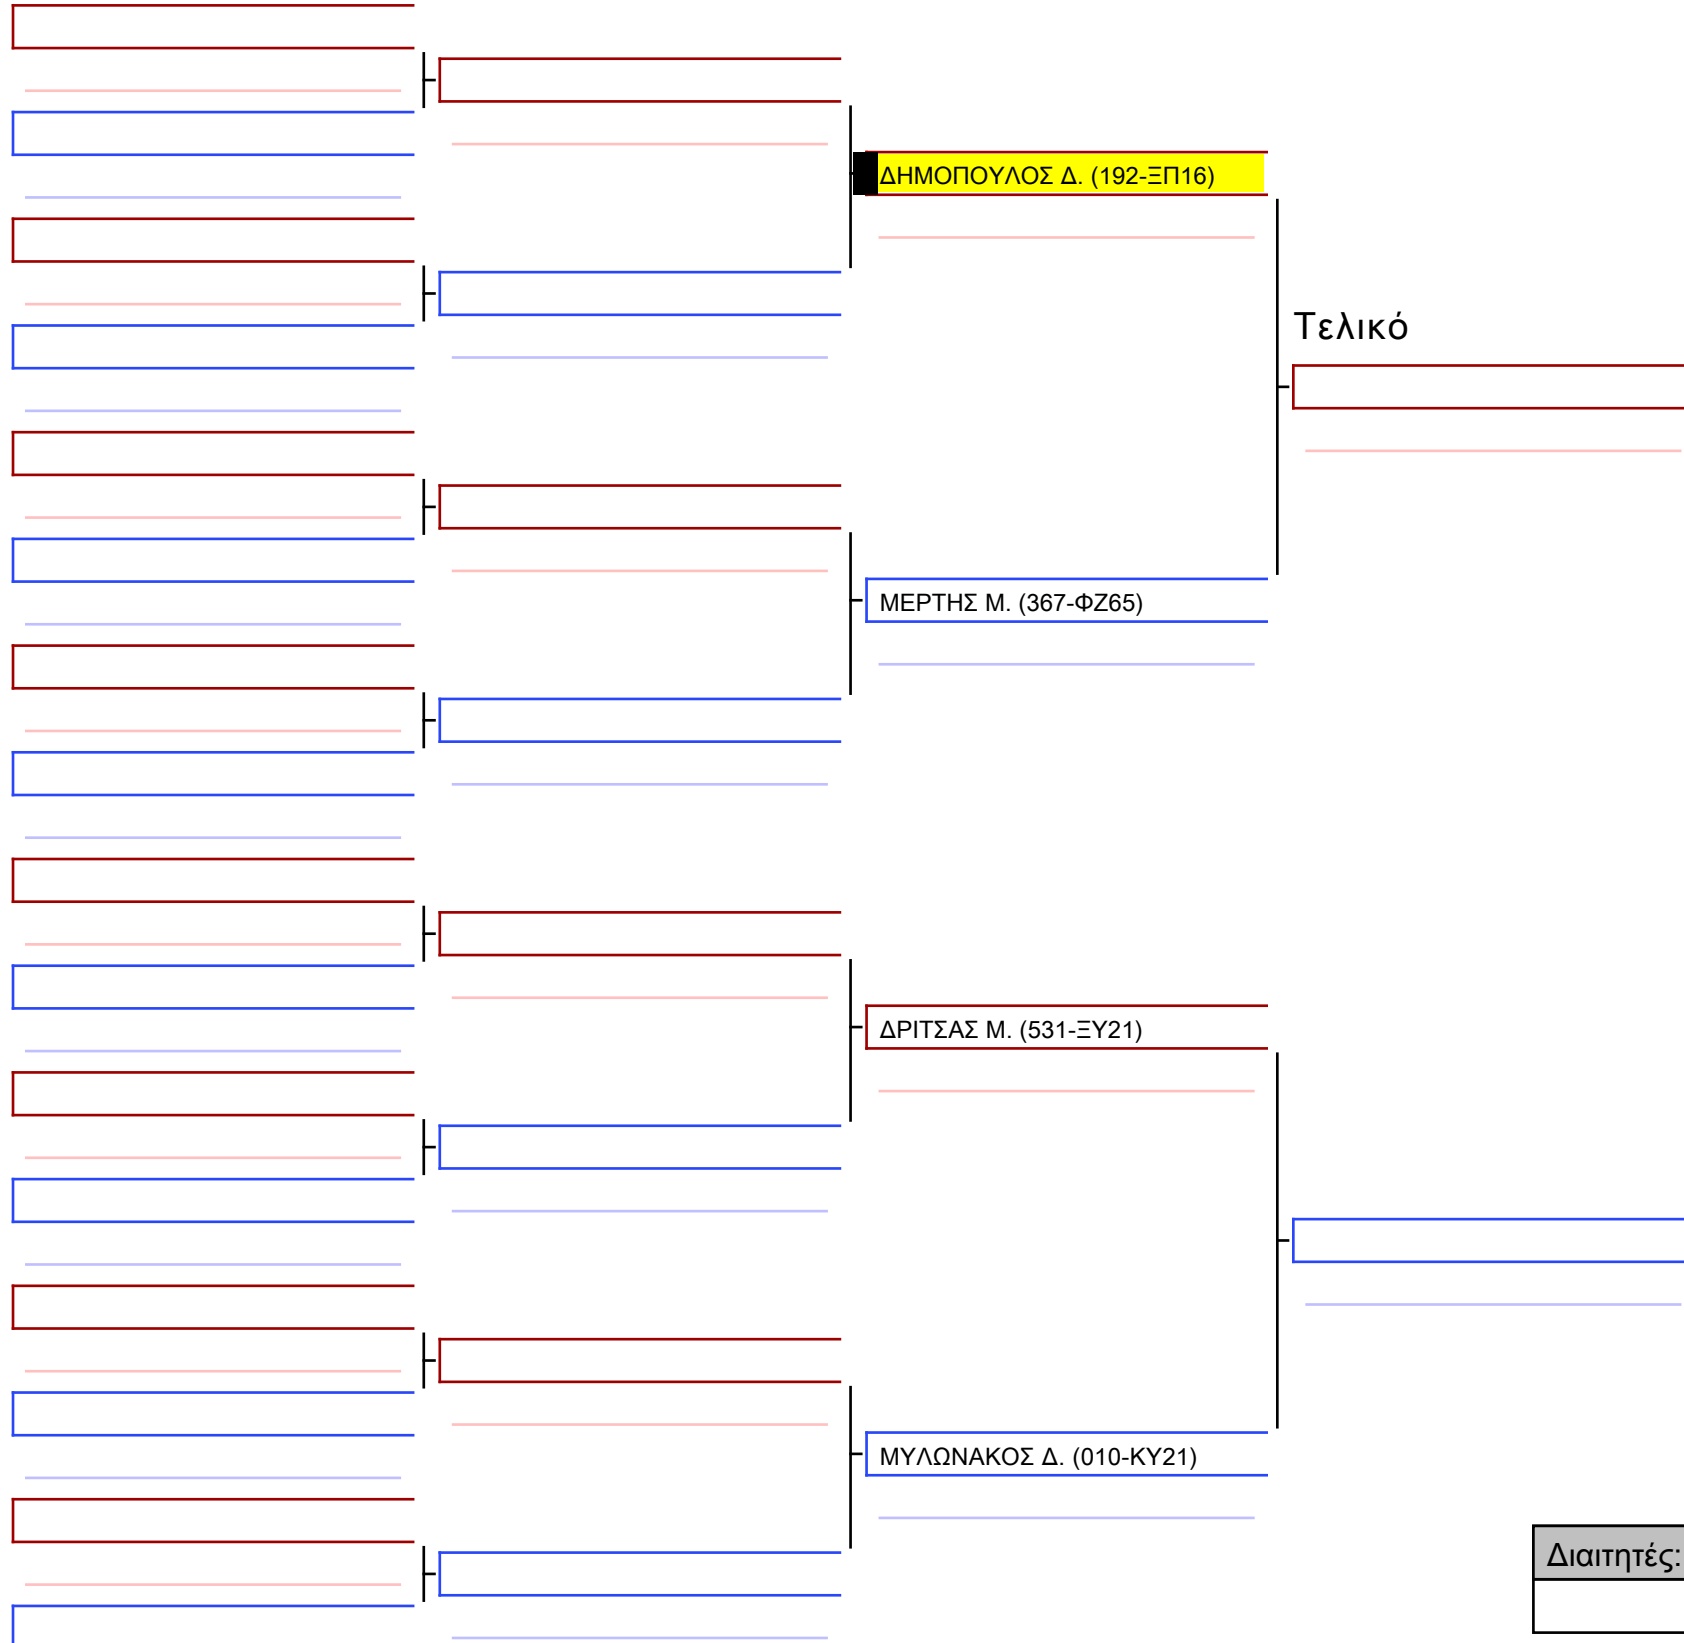 ΔΗΜΟΠΟΥΛΟΣ Δ. (192-ΞΠ16)
Τελικό
ΜΕΡΤΗΣ Μ. (367-ΦΖ65)
ΔΡΙΤΣΑΣ Μ. (531-ΞΥ21)
ΜΥΛΩΝΑΚΟΣ Δ. (010-ΚΥ21)
Διαιτητές: